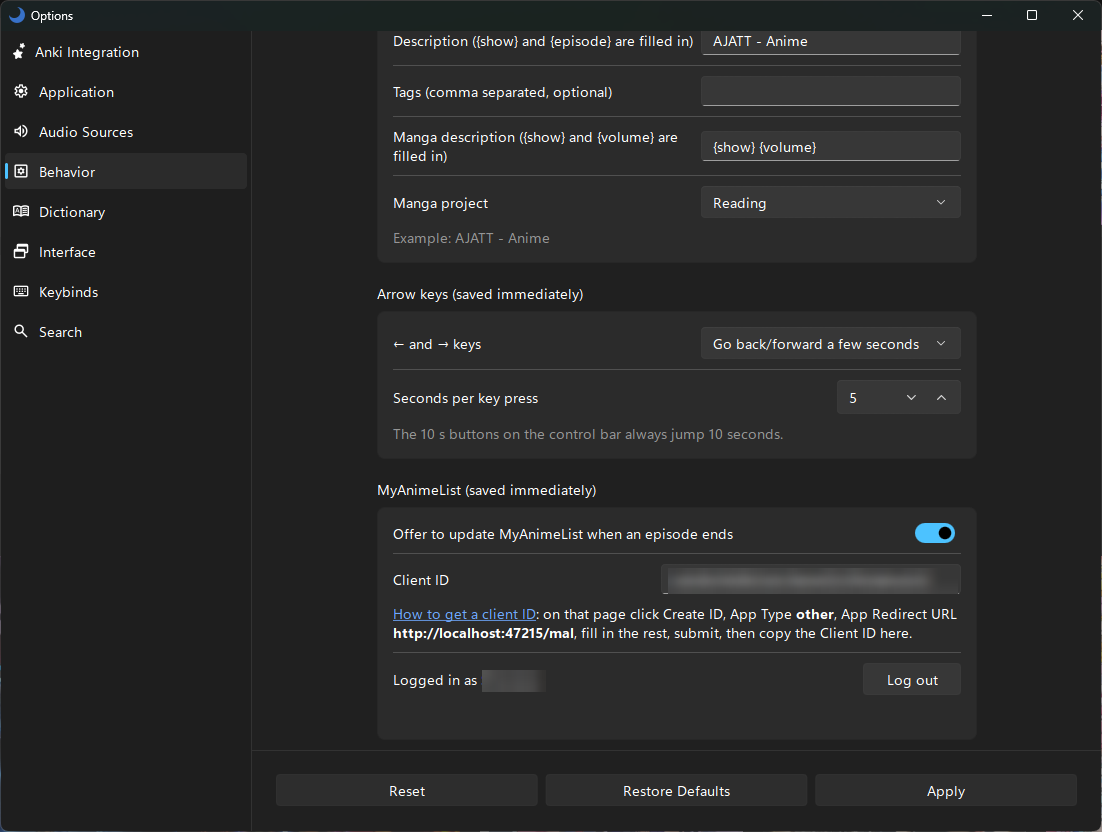 Options
Anki Integration
Application
Audio Sources
Behavior
Dictionary
Interface
Keybinds
Search
Description ({show} and {episode} are filled in)
AJATT - Anime
Tags (comma separated, optional)
Manga description ({show} and {volume} are
filled in)
{show} {volume}
Manga project
Reading
Example: AJATT - Anime
Arrow keys (saved immediately)
← and → keys
Go back/forward a few seconds
Seconds per key press
5
The 10 s buttons on the control bar always jump 10 seconds.
MyAnimeList (saved immediately)
Offer to update MyAnimeList when an episode ends
Client ID
How to get a client ID: on that page click Create ID, App Type other, App Redirect URL
http://localhost:47215/mal, fill in the rest, submit, then copy the Client ID here.
Logged in as
Log out
Reset
Restore Defaults
Apply